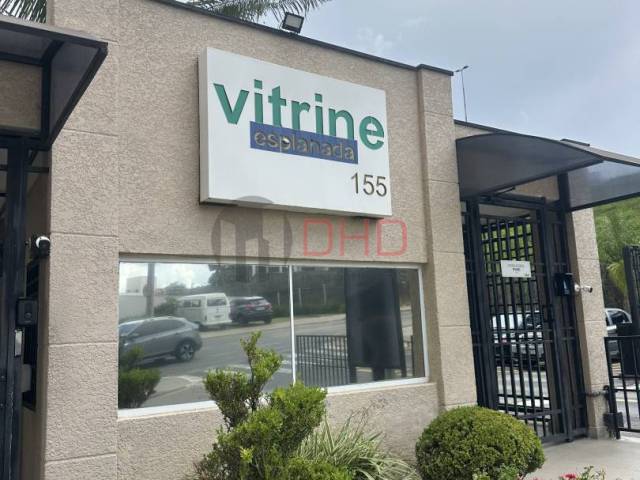 vitrine
esplanada
155
DHD